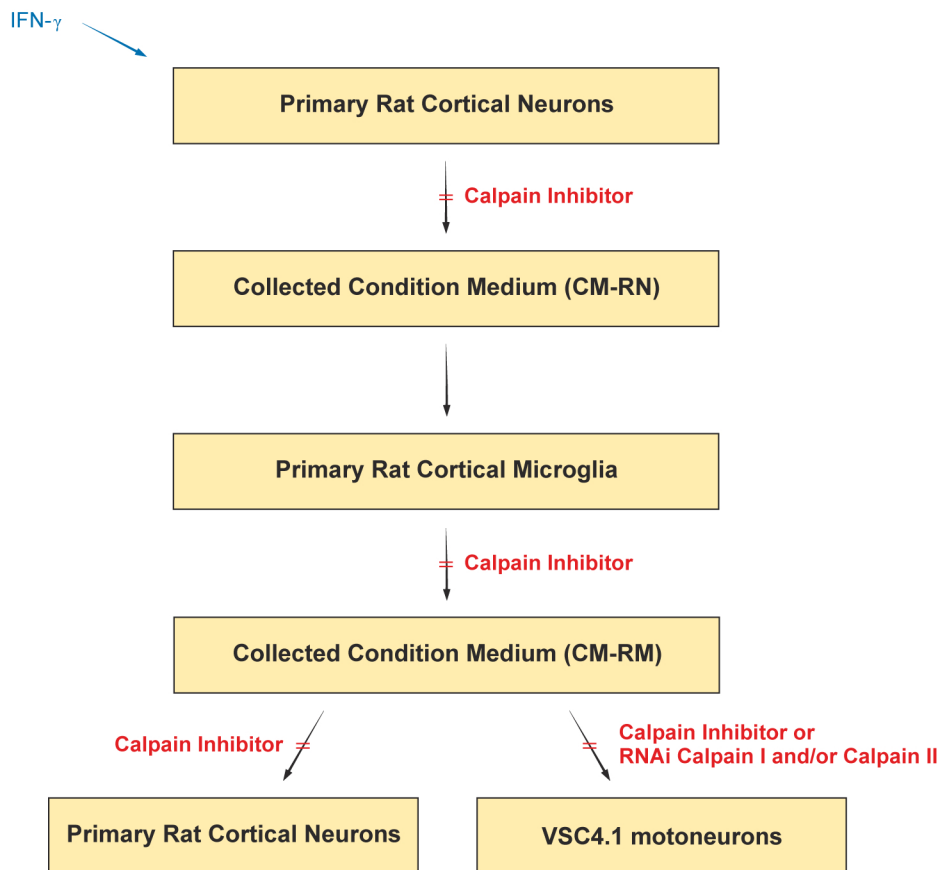 IFN-γ
Primary Rat Cortical Neurons
Calpain Inhibitor
Collected Condition Medium (CM-RN)
Primary Rat Cortical Microglia
Calpain Inhibitor
Collected Condition Medium (CM-RM)
Calpain Inhibitor
Calpain Inhibitor or
RNAi Calpain I and/or Calpain II
Primary Rat Cortical Neurons
VSC4.1 motoneurons